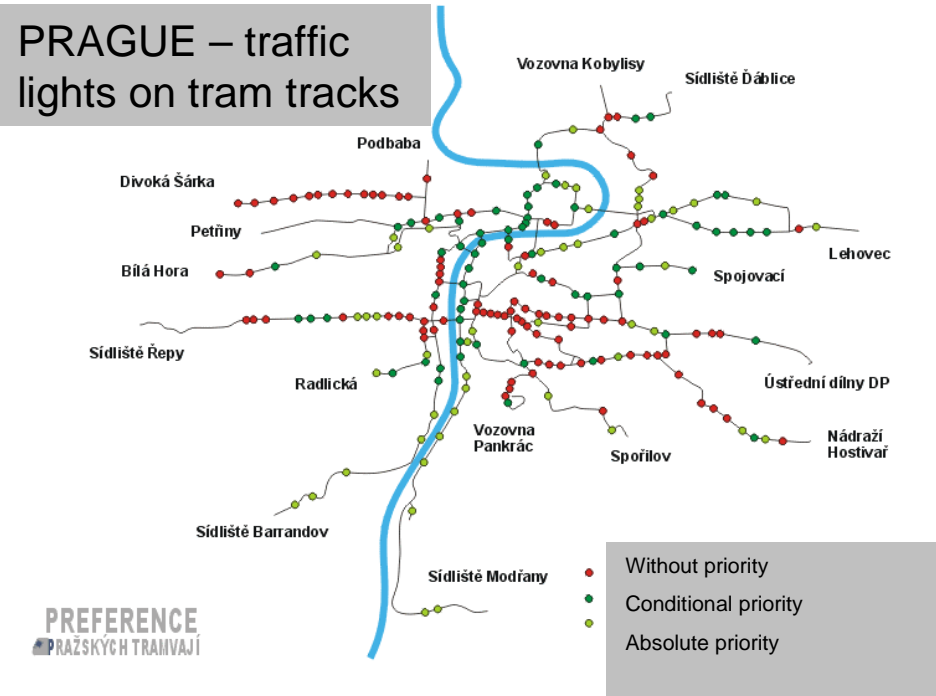 PRAGUE – traffic
lights on tram tracks
Vozovna Kobylisy
Sídliště Ďáblice
Podbaba
Divoká Šárka
Petřiny
Bílá Hora
Lehovec
Spojovací
Sídliště Řepy
Radlická
Ústřední dílny DP
Vozovna
Pankrác
Spořilov
Nádraží
Hostivař
Sídliště Barrandov
Sídliště Modřany
Without priority
Conditional priority
Absolute priority
PREFERENCE
PRAŽSKÝCH TRAMVAJÍ